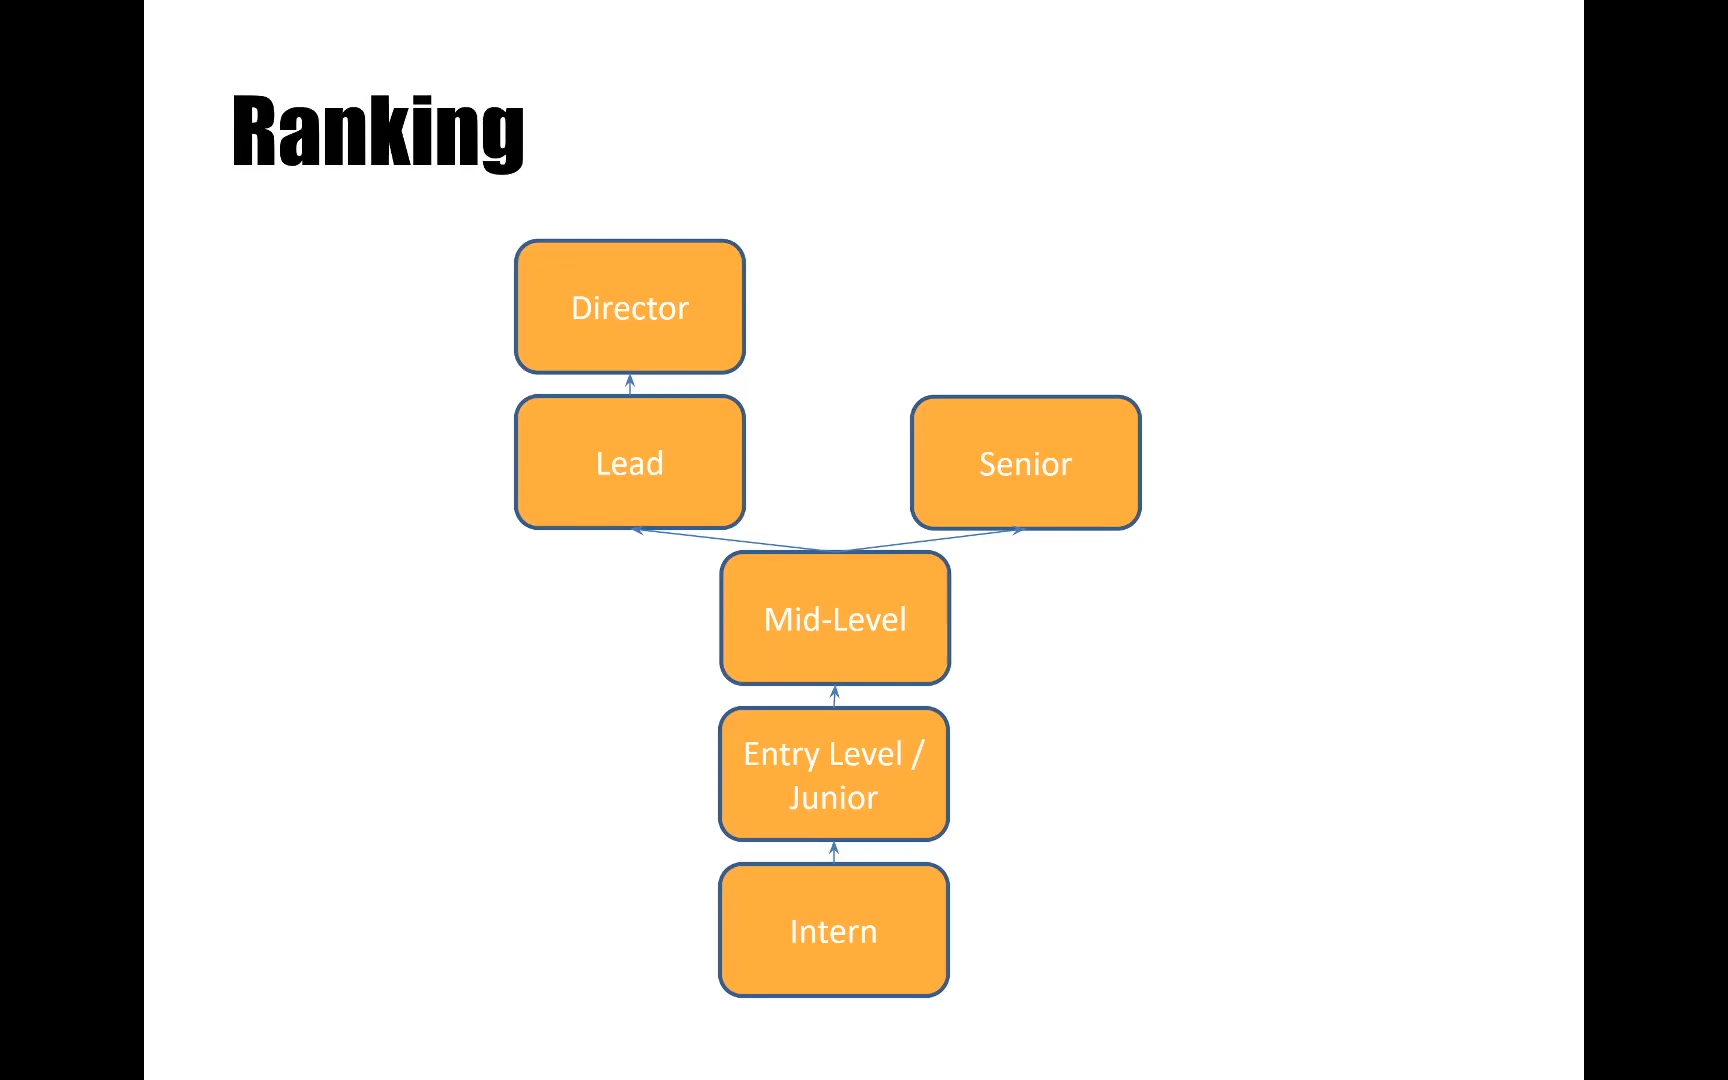 Ranking
Director
Lead
Senior
Mid-Level
Entry Level /
Junior
Intern